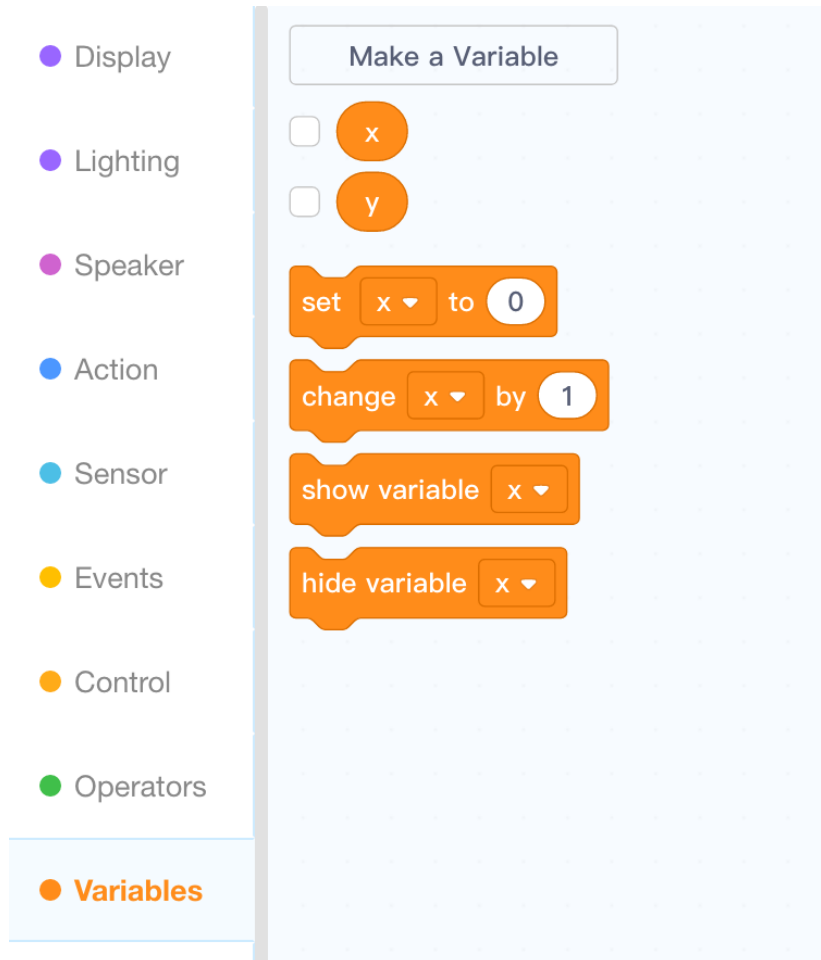 Display
Lighting
Speaker
Action
Sensor
Events
Control
Operators
Variables
Make a Variable
x
y
set x to 0
change x by 1
show variable x
hide variable x